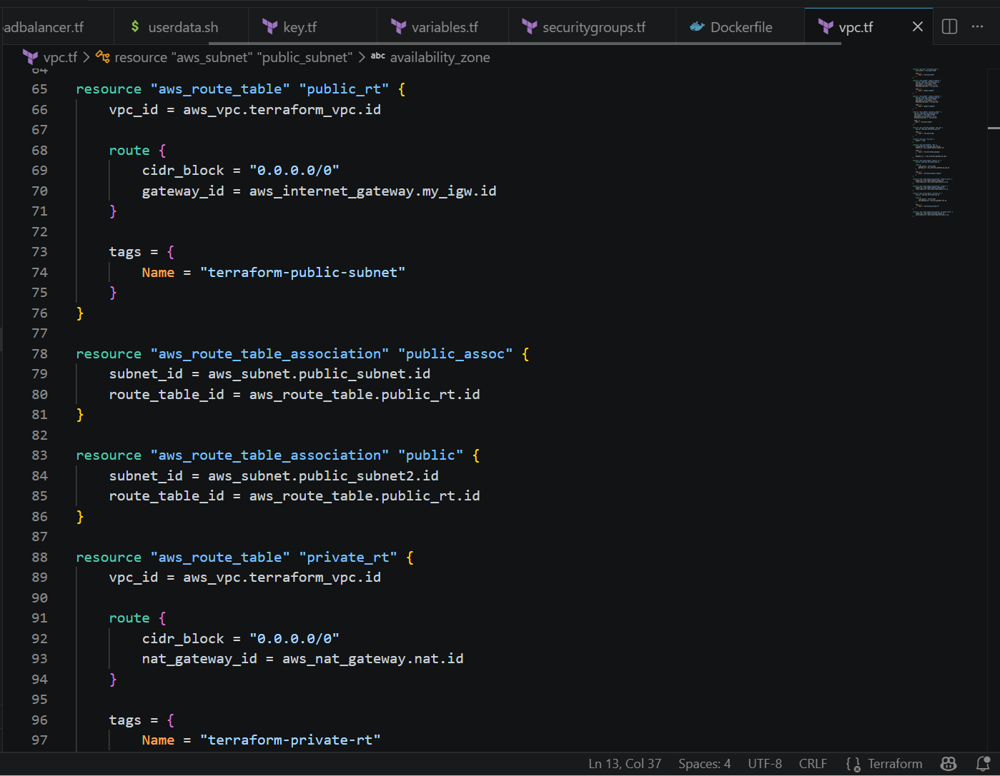 adbalancer.tf
$ userdata.sh
key.tf
variables.tf
securitygroups.tf
Dockerfile
vpc.tf
vpc.tf > resource "aws_subnet" "public_subnet" > abc availability_zone
64
65 resource "aws_route_table" "public_rt" {
66 vpc_id = aws_vpc.terraform_vpc.id
67
68 route {
69 cidr_block = "0.0.0.0/0"
70 gateway_id = aws_internet_gateway.my_igw.id
71 }
72
73 tags = {
74 Name = "terraform-public-subnet"
75 }
76 }
77
78 resource "aws_route_table_association" "public_assoc" {
79 subnet_id = aws_subnet.public_subnet.id
80 route_table_id = aws_route_table.public_rt.id
81 }
82
83 resource "aws_route_table_association" "public" {
84 subnet_id = aws_subnet.public_subnet2.id
85 route_table_id = aws_route_table.public_rt.id
86 }
87
88 resource "aws_route_table" "private_rt" {
89 vpc_id = aws_vpc.terraform_vpc.id
90
91 route {
92 cidr_block = "0.0.0.0/0"
93 nat_gateway_id = aws_nat_gateway.nat.id
94 }
95
96 tags = {
97 Name = "terraform-private-rt"
Ln 13, Col 37 Spaces: 4 UTF-8 CRLF { } Terraform